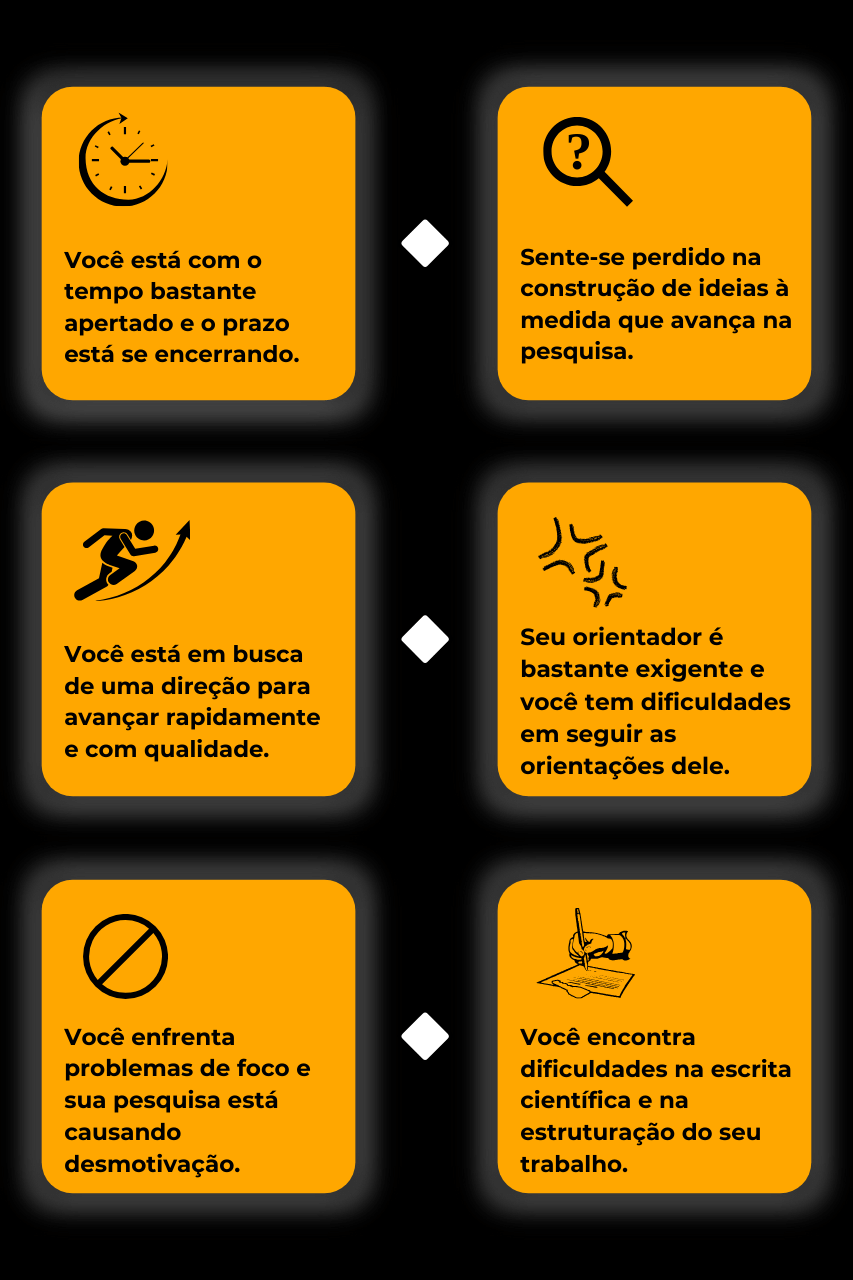 Você está com o
tempo bastante
apertado e o prazo
está se encerrando.
?
Sente-se perdido na
construção de ideias à
medida que avança na
pesquisa.
Você está em busca
de uma direção para
avançar rapidamente
e com qualidade.
Seu orientador é
bastante exigente e
você tem dificuldades
em seguir as
orientações dele.
Você enfrenta
problemas de foco e
sua pesquisa está
causando
desmotivação.
Você encontra
dificuldades na escrita
científica e na
estruturação do seu
trabalho.